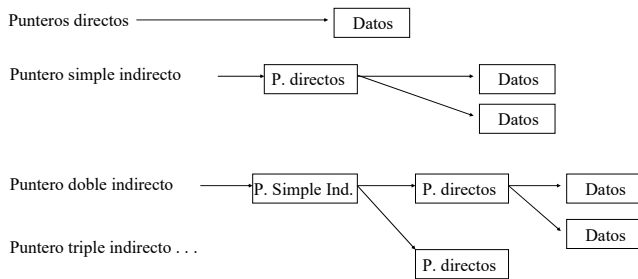 Punteros directos
Datos
Puntero simple indirecto
P. directos
Datos
Datos
Puntero doble indirecto
P. Simple Ind.
P. directos
Datos
Datos
Puntero triple indirecto . . .
P. directos